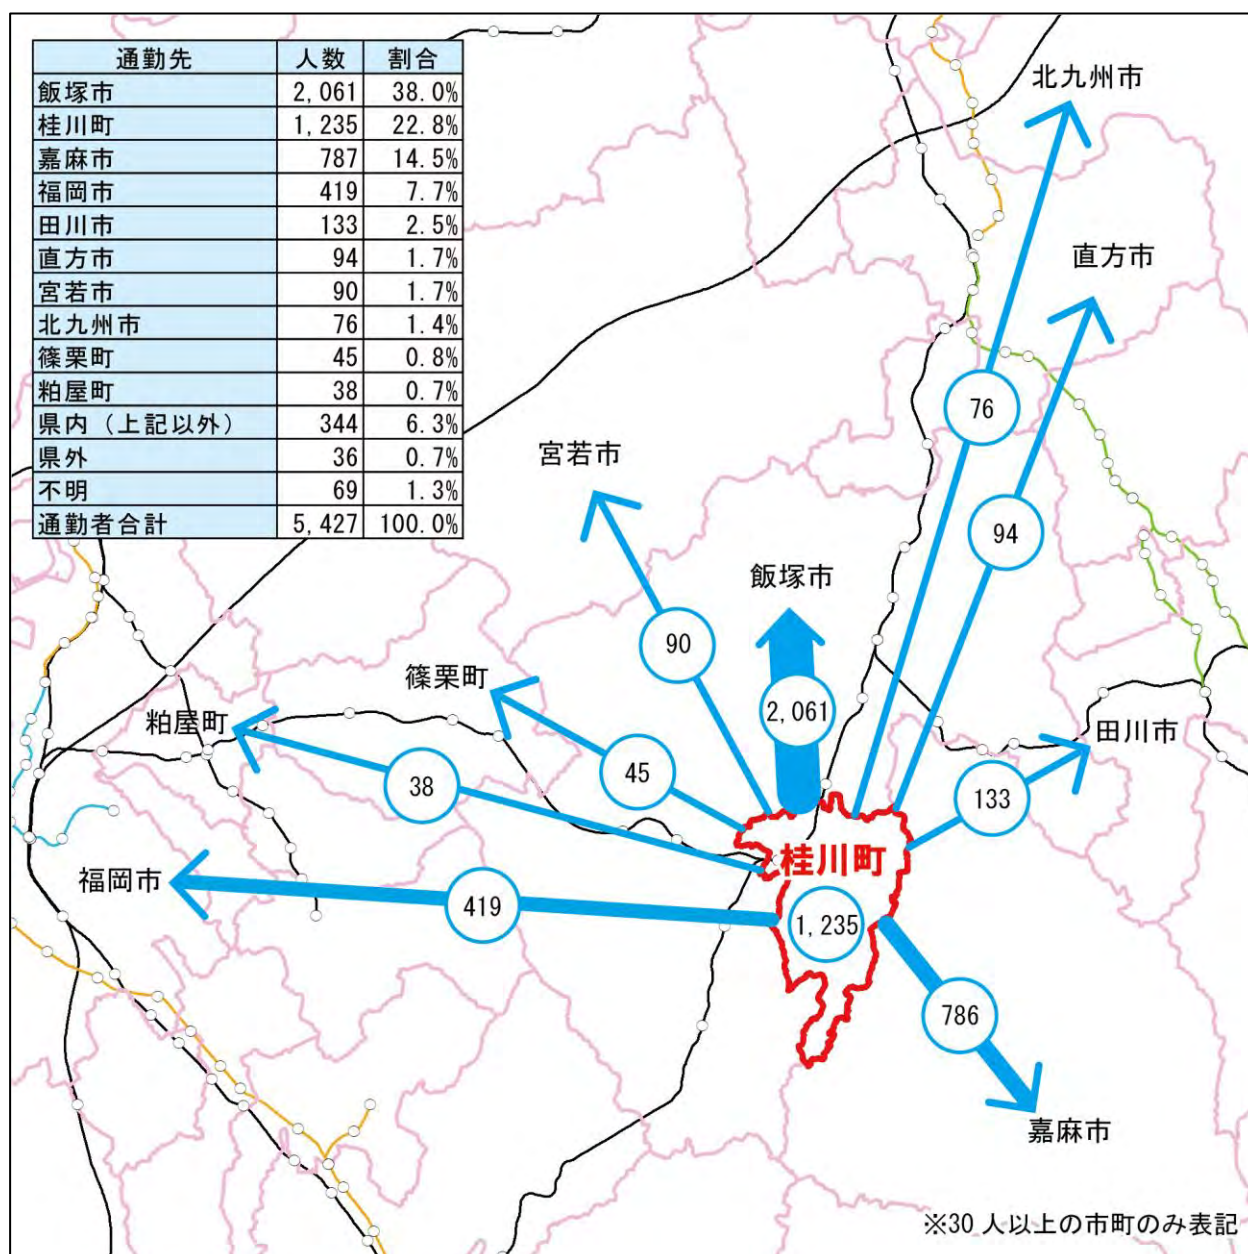 通勤先 人数 割合
飯塚市 2,061 38.0%
桂川町 1,235 22.8%
嘉麻市 787 14.5%
福岡市 419 7.7%
田川市 133 2.5%
直方市 94 1.7%
宮若市 90 1.7%
北九州市 76 1.4%
篠栗町 45 0.8%
粕屋町 38 0.7%
県内（上記以外） 344 6.3%
県外 36 0.7%
不明 69 1.3%
通勤者合計 5,427 100.0%
北九州市
直方市
76
宮若市
94
飯塚市
90
篠栗町
2,061
粕屋町
田川市
45
38
133
桂川町
福岡市
419
1,235
786
嘉麻市
※30人以上の市町のみ表記